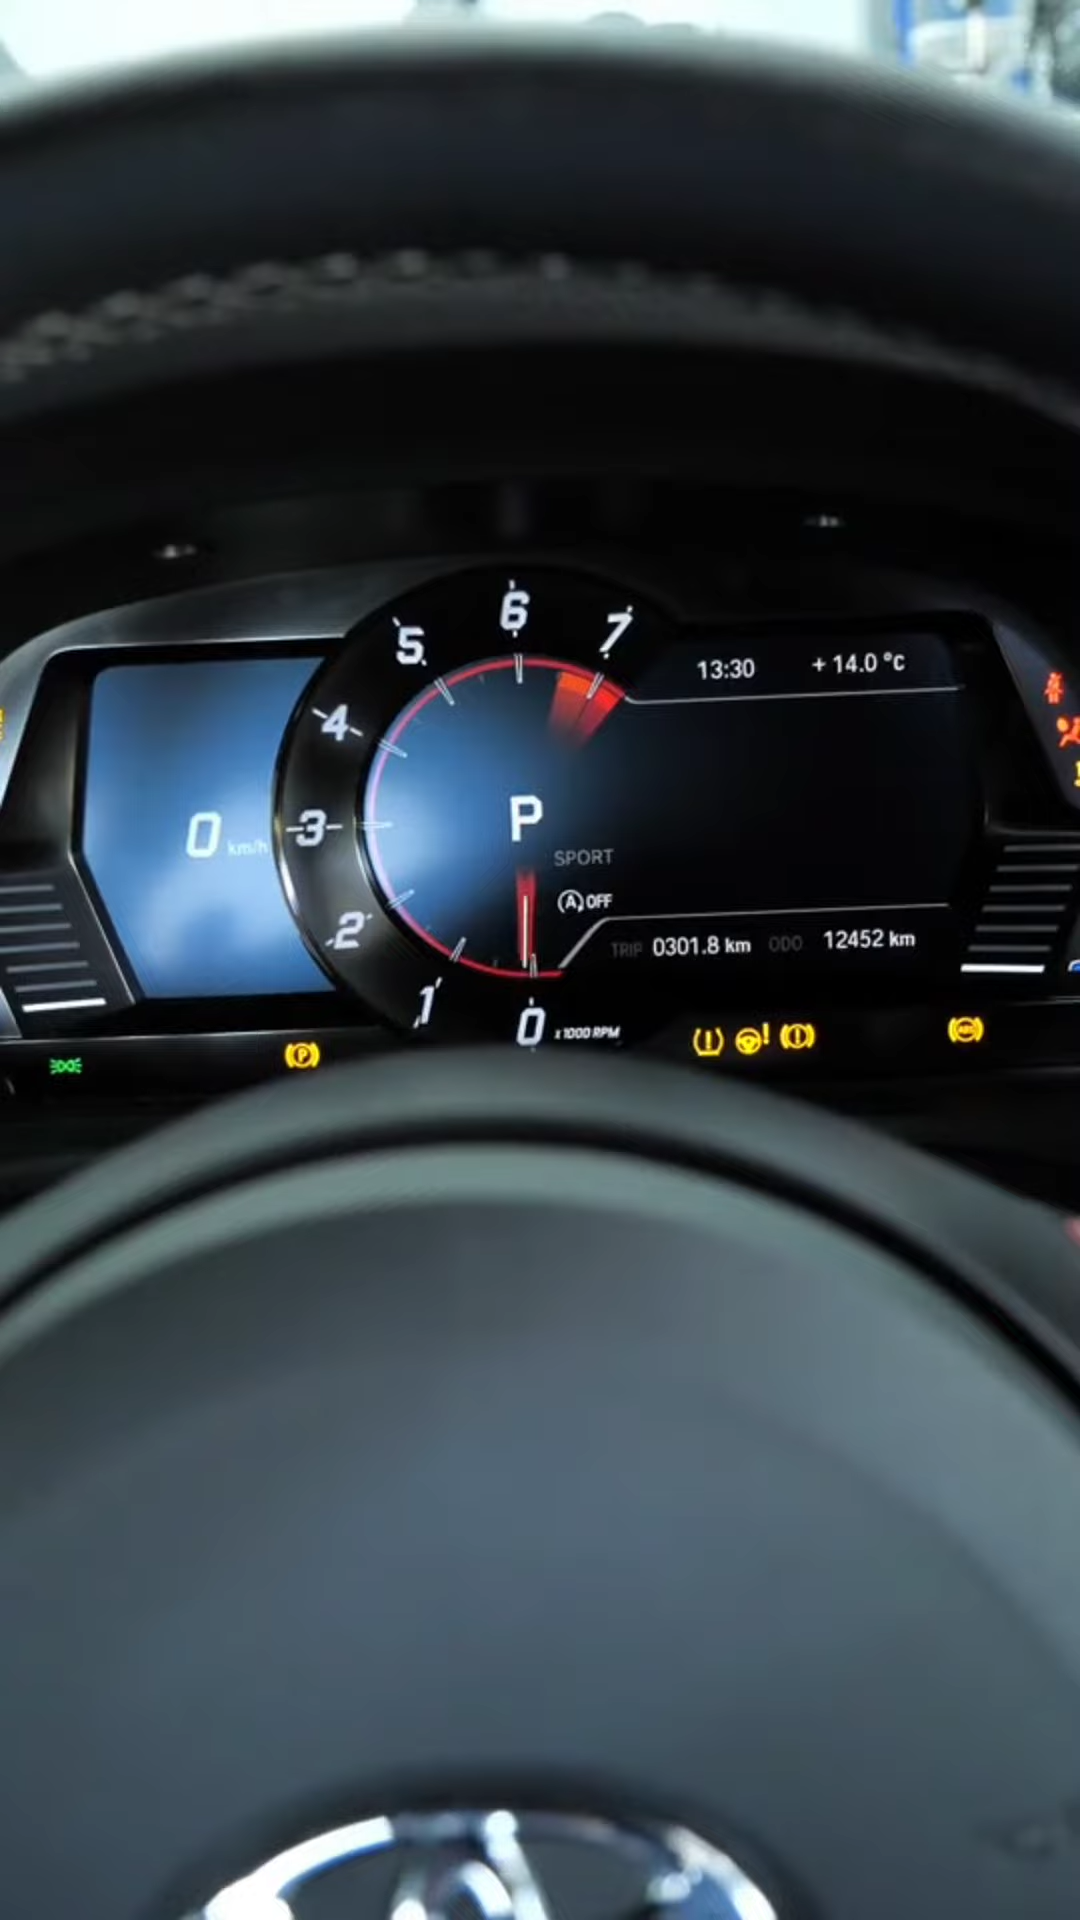 6
5
7
13:30 +14.0 °C
4
P
0 km/h
3
SPORT
A OFF
2
TRIP 0301.8 km ODO 12452 km
1
0 x1000 RPM
P
ABS